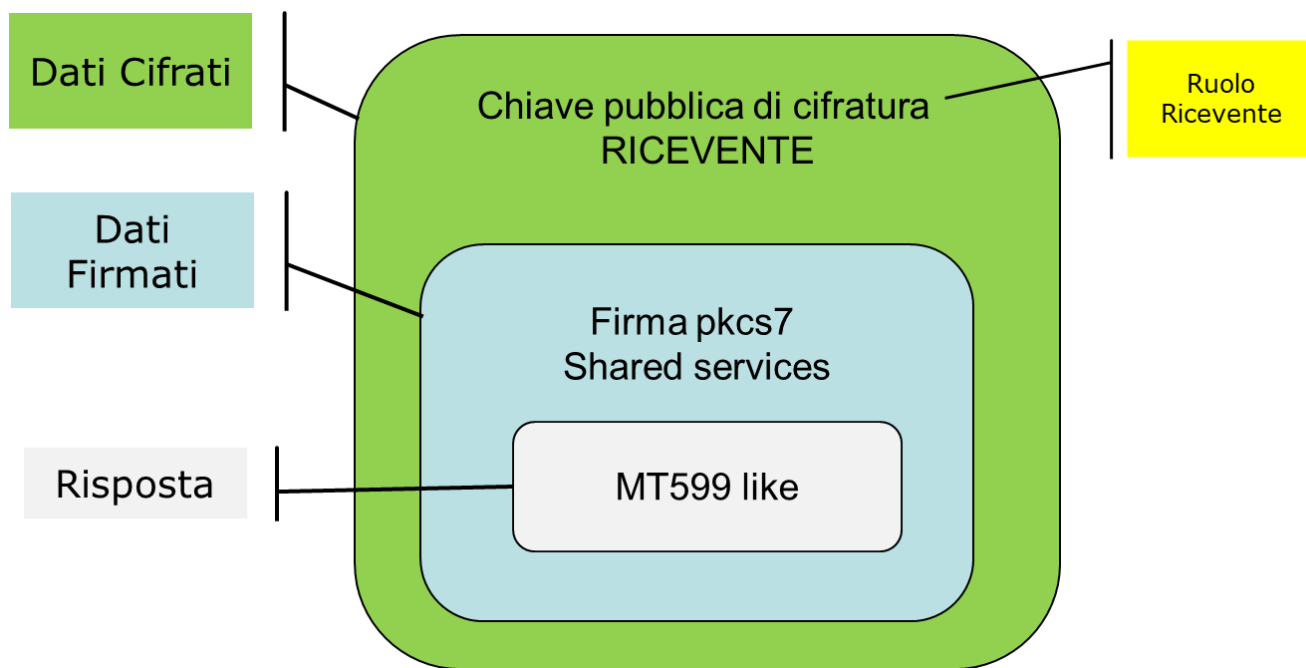 Dati Cifrati
Chiave pubblica di cifratura
RICEVENTE
Ruolo
Ricevente
Dati
Firmati
Firma pkcs7
Shared services
Risposta
MT599 like